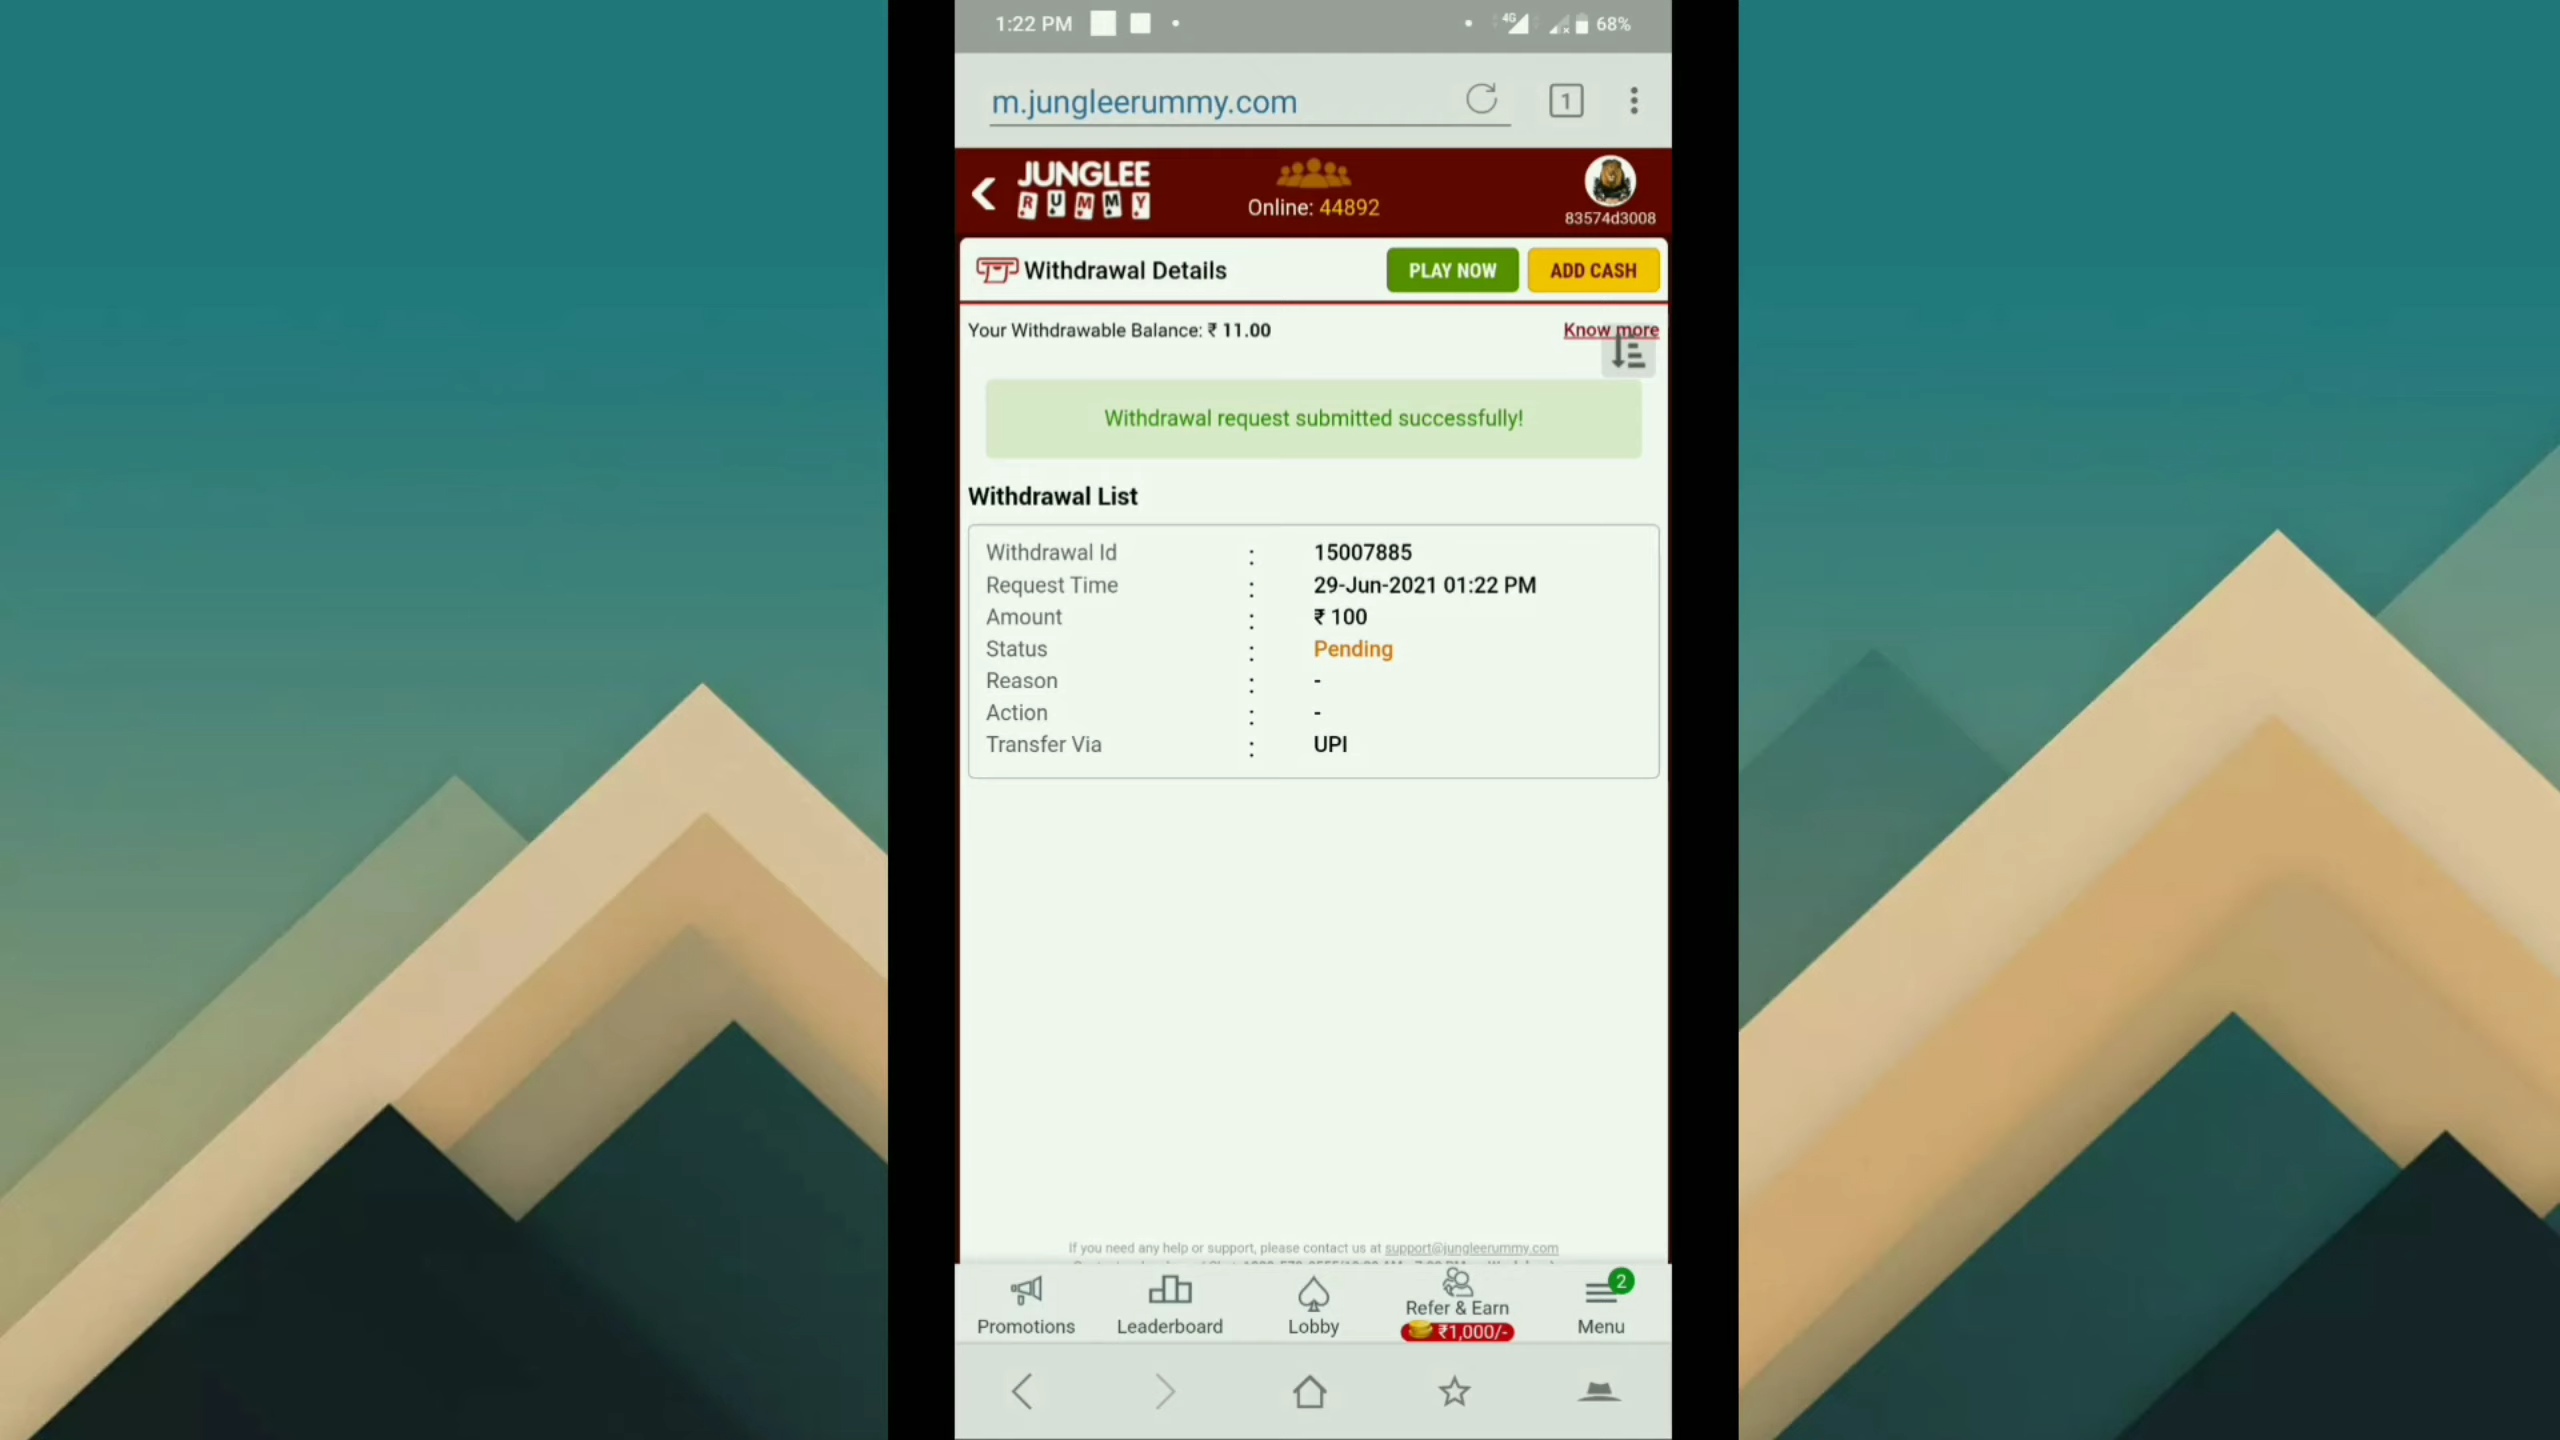 1:22 PM
4G
68%
m.jungleerummy.com
1
JUNGLEE
RUMMY
Online: 44892
83574d3008
Withdrawal Details
PLAY NOW
ADD CASH
Your Withdrawable Balance: ₹ 11.00
Know more
Withdrawal request submitted successfully!
Withdrawal List
Withdrawal Id : 15007885
Request Time : 29-Jun-2021 01:22 PM
Amount : ₹ 100
Status : Pending
Reason : -
Action : -
Transfer Via : UPI
If you need any help or support, please contact us at support@jungleerummy.com
2
Promotions
Leaderboard
Lobby
Refer & Earn
₹1,000/-
Menu